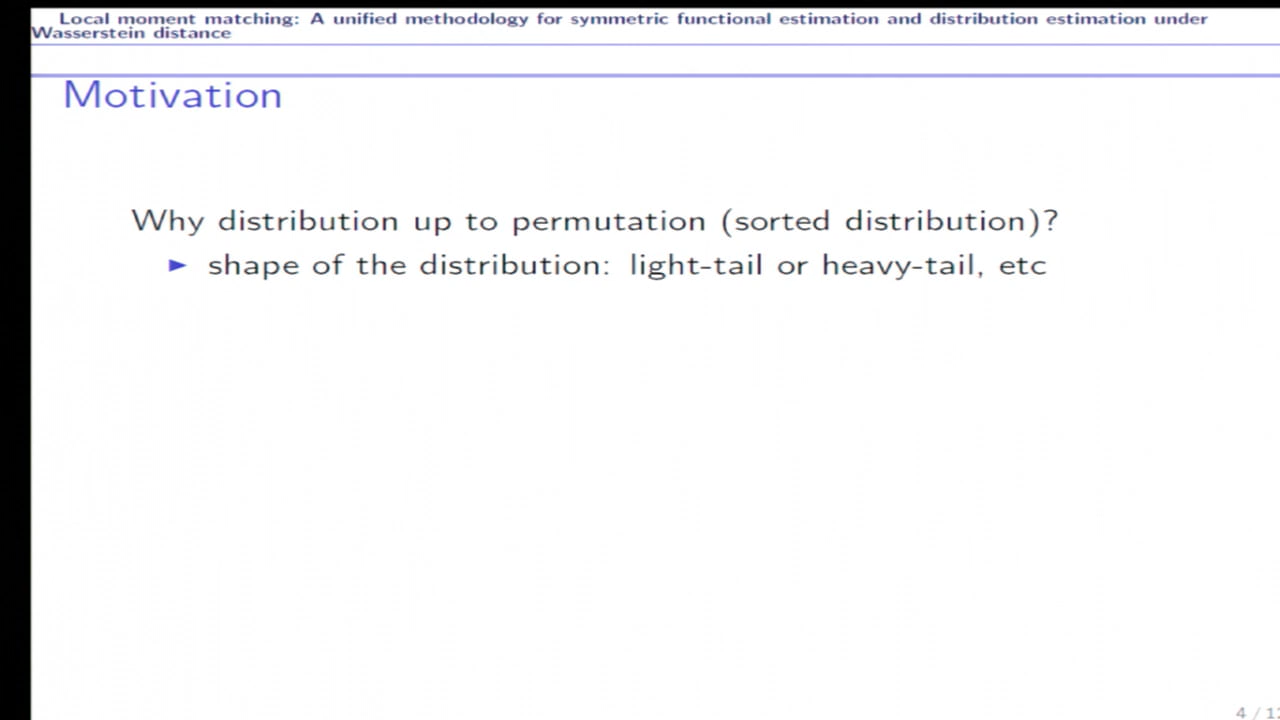 Local moment matching: A unified methodology for symmetric functional estimation and distribution estimation under
Wasserstein distance
Motivation
Why distribution up to permutation (sorted distribution)?
► shape of the distribution: light-tail or heavy-tail, etc
4 /